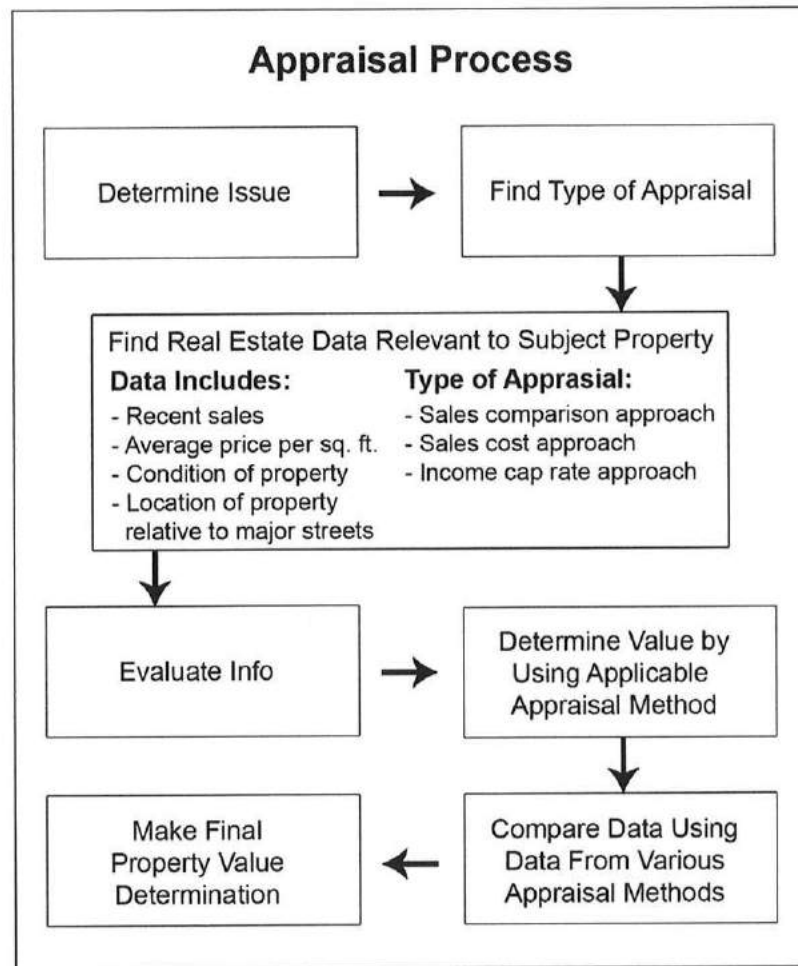 Appraisal Process
Determine Issue
Find Type of Appraisal
Find Real Estate Data Relevant to Subject Property
Data Includes:
- Recent sales
- Average price per sq. ft.
- Condition of property
- Location of property
relative to major streets
Type of Apprasial:
- Sales comparison approach
- Sales cost approach
- Income cap rate approach
Evaluate Info
Determine Value by
Using Applicable
Appraisal Method
Compare Data Using
Data From Various
Appraisal Methods
Make Final
Property Value
Determination